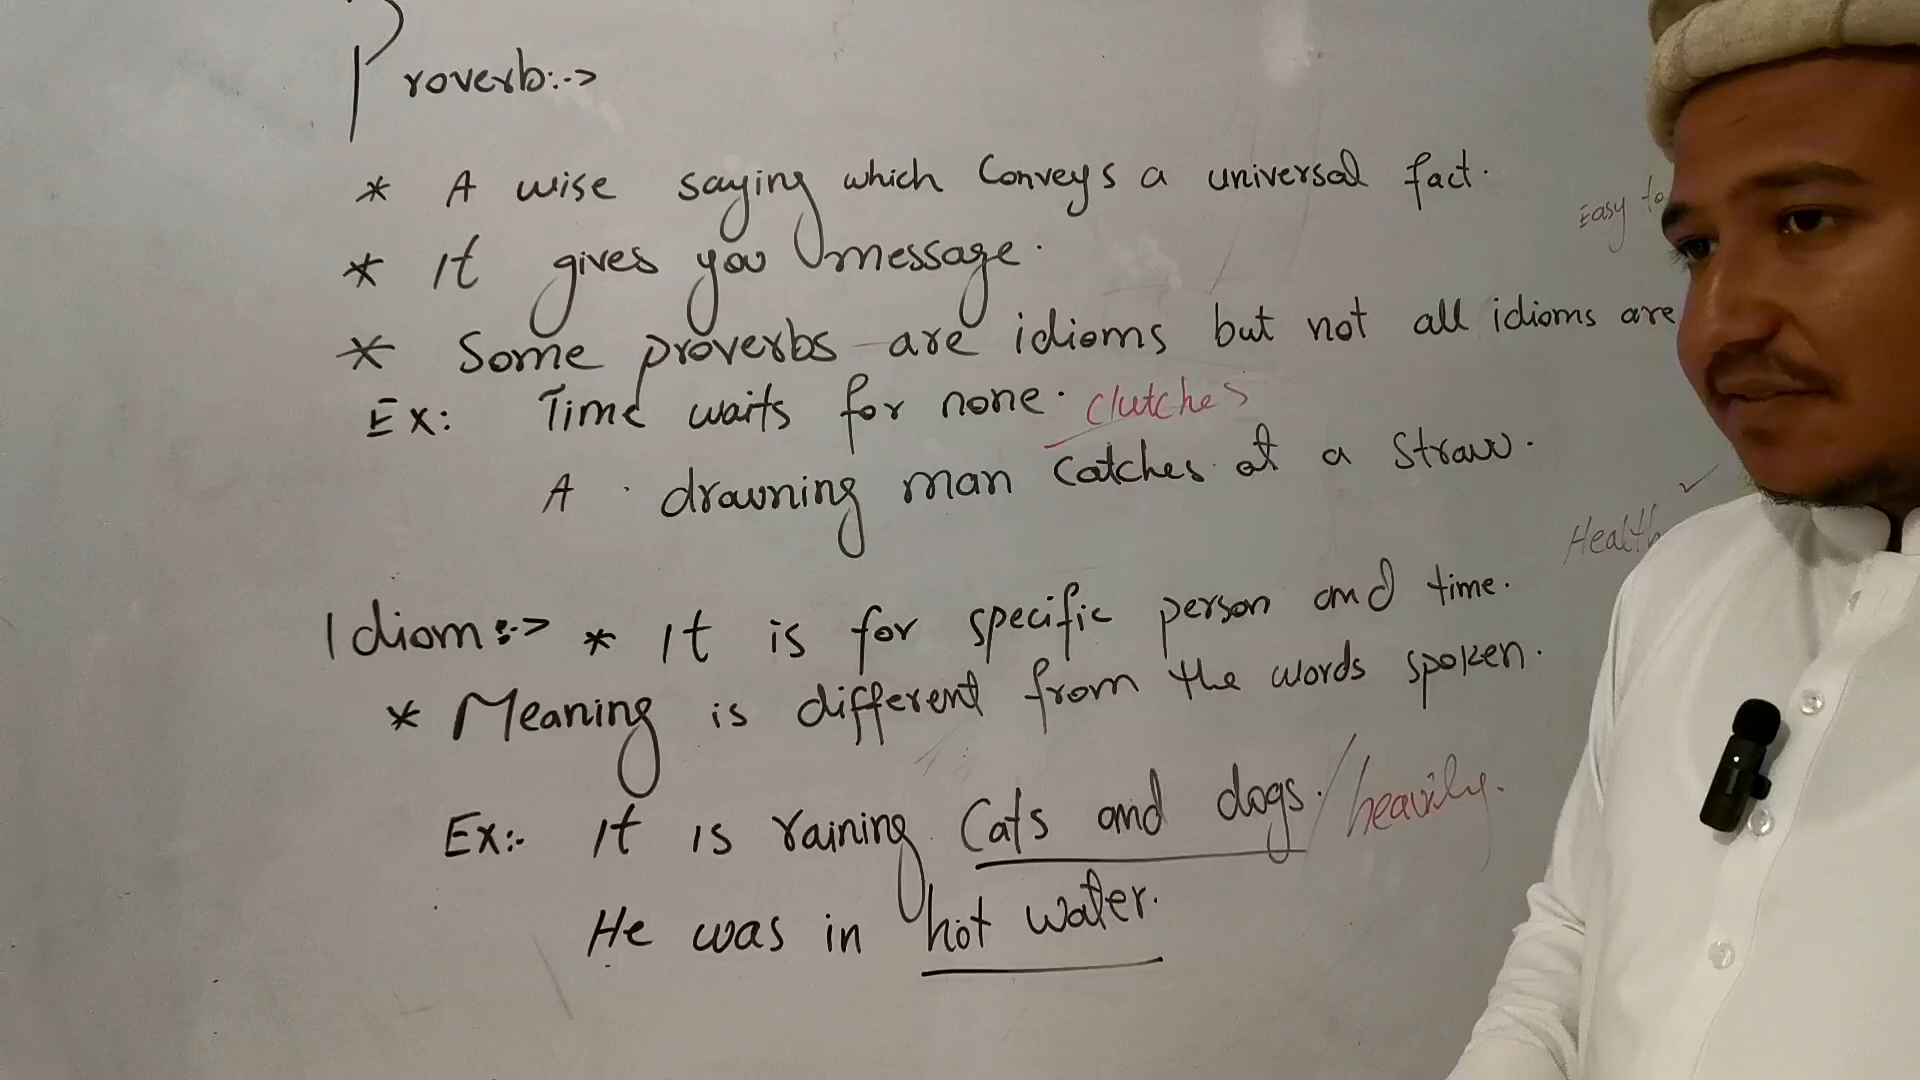 Proverb:->
* A wise saying which conveys a universal fact.
Easy to
* It gives you message.
* Some proverbs are idioms but not all idioms are
Ex: Time waits for none. clutches
A drowning man catches at a straw.
Health
Idiom:-> * It is for specific person and time.
* Meaning is different from the words spoken.
Ex:- It is raining cats and dogs. / heavily.
He was in hot water.